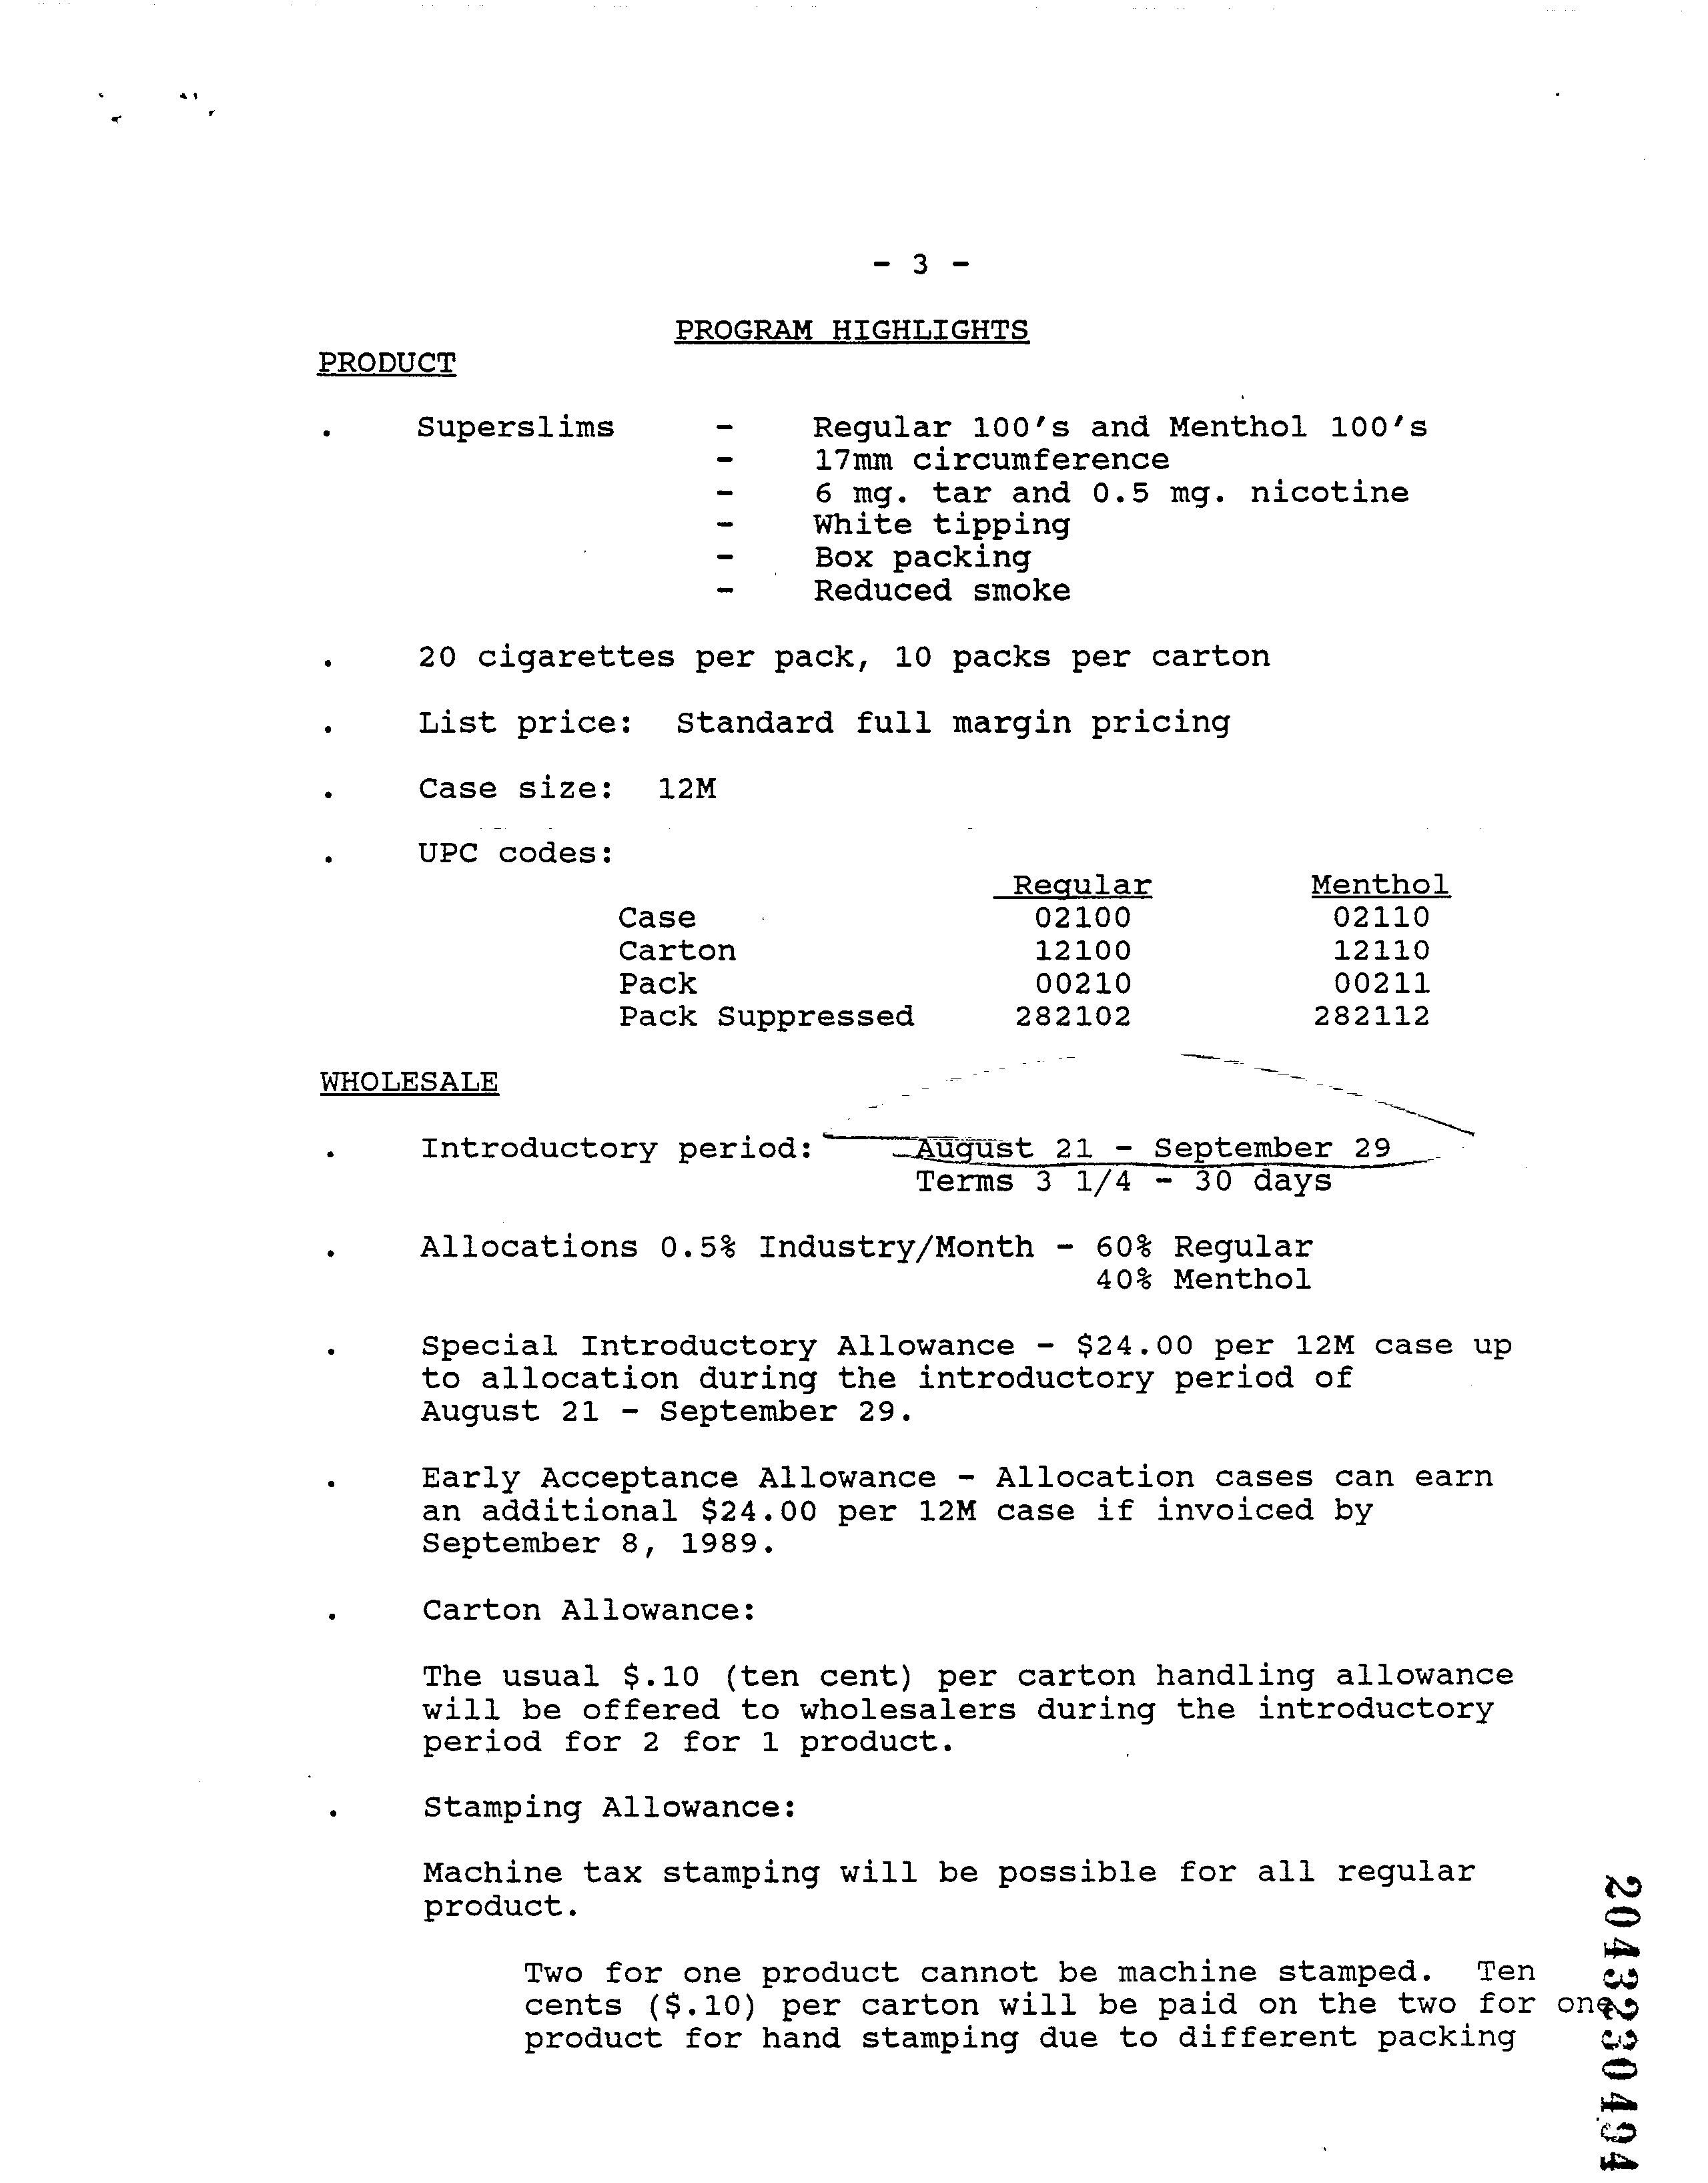 - 3 -
PROGRAM HIGHLIGHTS
PRODUCT
. Superslims - Regular 100's and Menthol 100's
- 17mm circumference
- 6 mg. tar and 0.5 mg. nicotine
- White tipping
- Box packing
- Reduced smoke
. 20 cigarettes per pack, 10 packs per carton
. List price: Standard full margin pricing
. Case size: 12M
. UPC codes:
Regular Menthol
Case 02100 02110
Carton 12100 12110
Pack 00210 00211
Pack Suppressed 282102 282112
WHOLESALE
. Introductory period: August 21 - September 29
Terms 3 1/4 - 30 days
. Allocations 0.5% Industry/Month - 60% Regular
40% Menthol
. Special Introductory Allowance - $24.00 per 12M case up
to allocation during the introductory period of
August 21 - September 29.
. Early Acceptance Allowance - Allocation cases can earn
an additional $24.00 per 12M case if invoiced by
September 8, 1989.
. Carton Allowance:
The usual $.10 (ten cent) per carton handling allowance
will be offered to wholesalers during the introductory
period for 2 for 1 product.
. Stamping Allowance:
Machine tax stamping will be possible for all regular
product.
Two for one product cannot be machine stamped. Ten
cents ($.10) per carton will be paid on the two for one
product for hand stamping due to different packing
2043230494